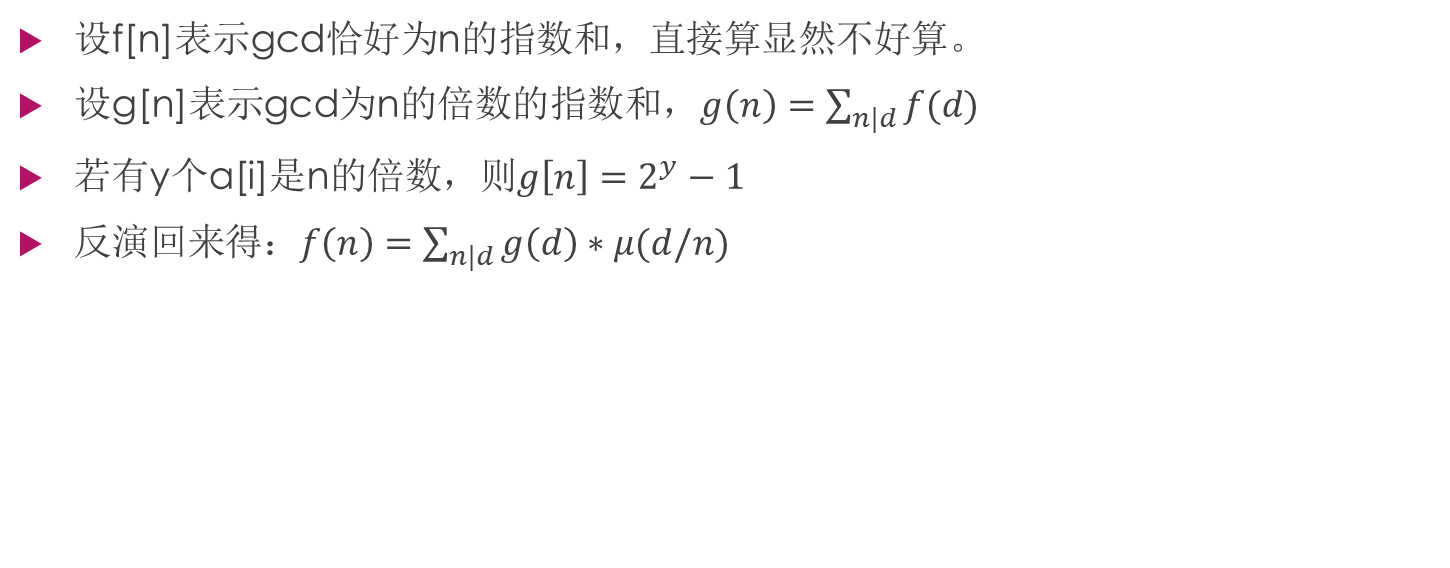 设f[n]表示gcd恰好为n的指数和，直接算显然不好算。
设g[n]表示gcd为n的倍数的指数和，g(n) = ∑_{n|d} f(d)
若有y个a[i]是n的倍数，则g[n] = 2^y − 1
反演回来得：f(n) = ∑_{n|d} g(d) ∗ μ(d/n)